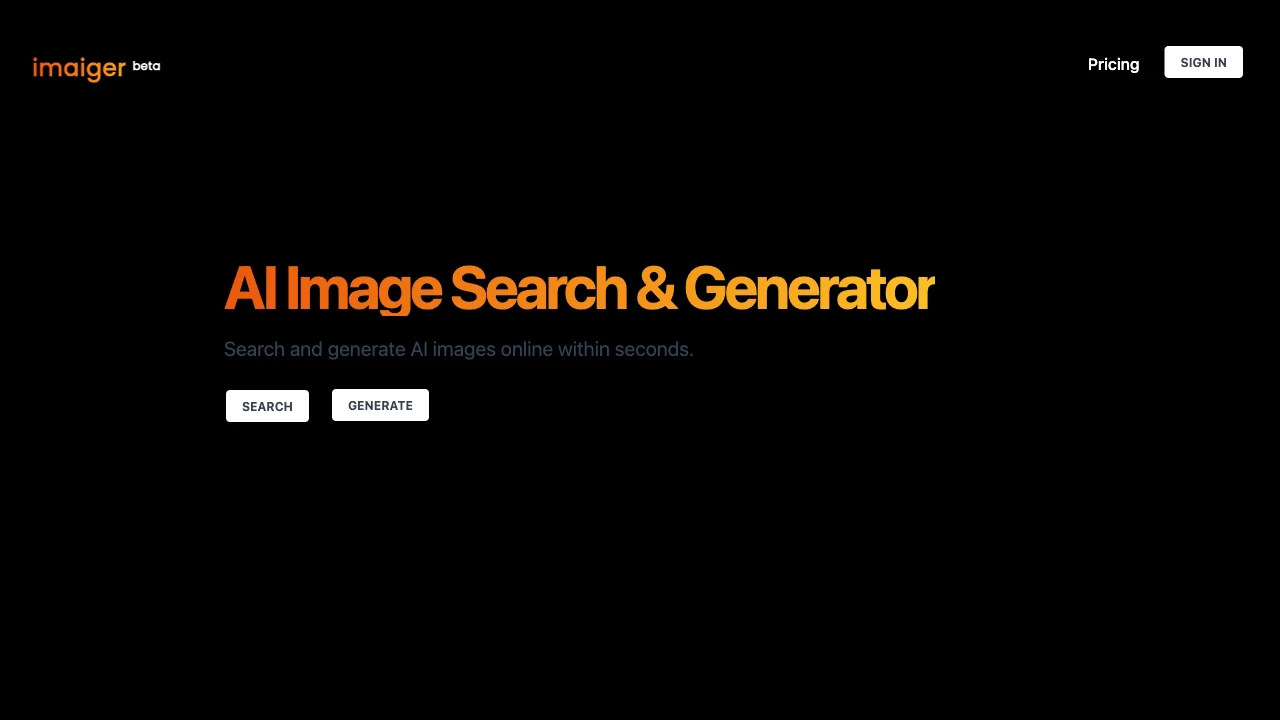 imaiger beta
Pricing
SIGN IN
AI Image Search & Generator
Search and generate AI images online within seconds.
SEARCH
GENERATE